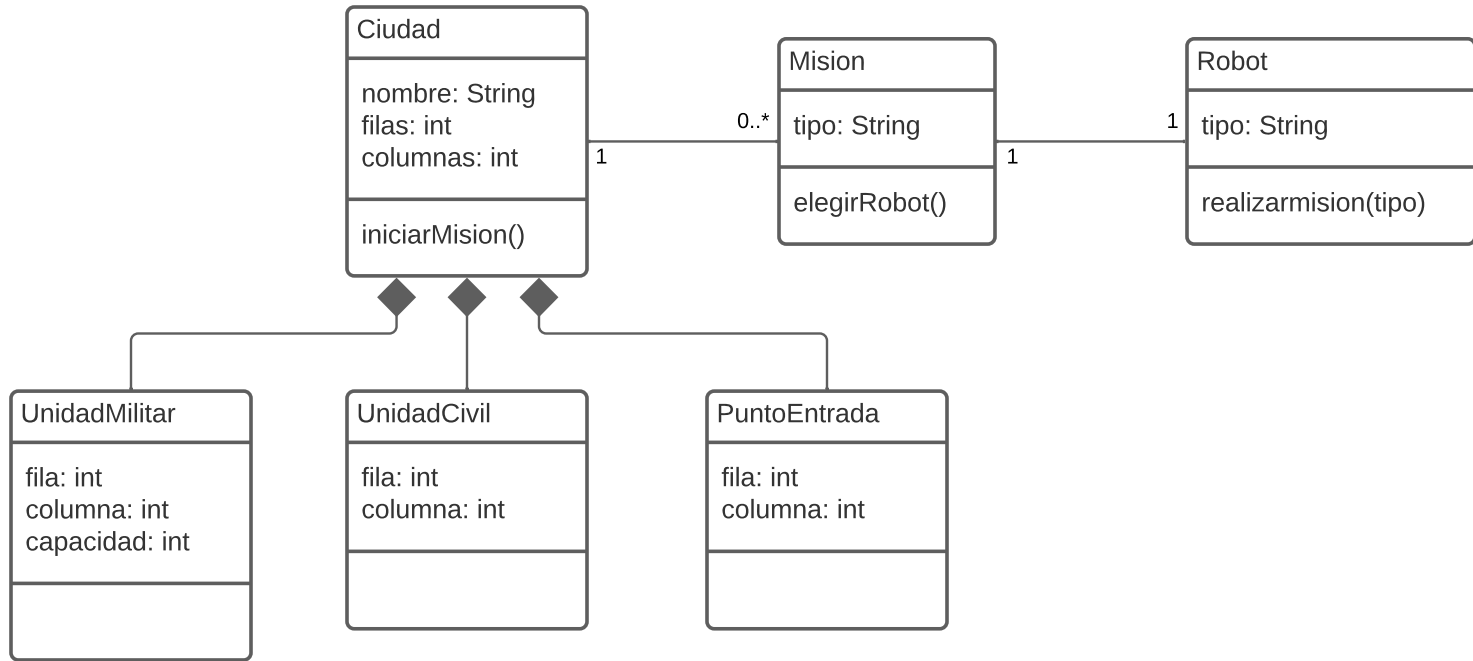 Ciudad
nombre: String
filas: int
columnas: int
iniciarMision()
1
0..*
Mision
tipo: String
elegirRobot()
1
1
Robot
tipo: String
realizarmision(tipo)
UnidadMilitar
fila: int
columna: int
capacidad: int
UnidadCivil
fila: int
columna: int
PuntoEntrada
fila: int
columna: int